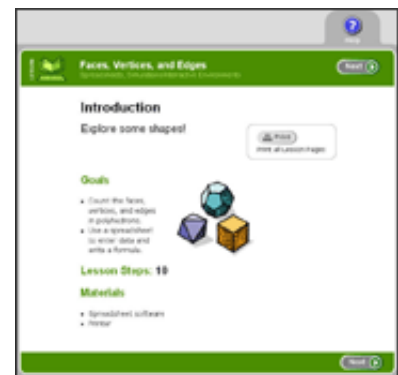 Help
LESSON
Faces, Vertices, and Edges
Next
Introduction
Explore some shapes!
Print
Print all Lesson Pages
Goals
• Count the faces,
vertices, and edges
in polyhedrons.
• Use a spreadsheet
to enter data and
write a formula.
Lesson Steps: 10
Materials
• Spreadsheet software
• Printer
Next